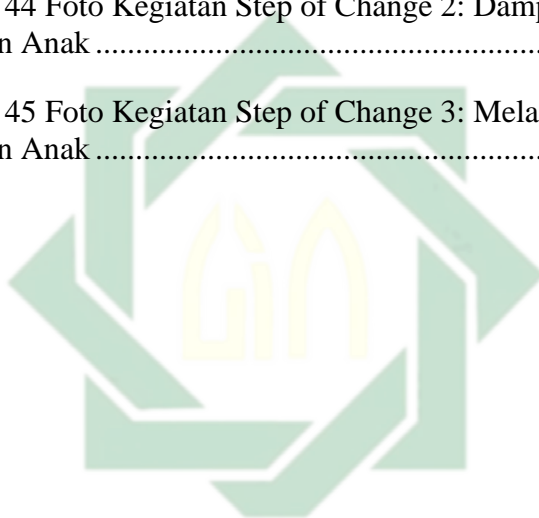 44 Foto Kegiatan Step of Change 2: Damp
n Anak ..........................................................
45 Foto Kegiatan Step of Change 3: Mela
n Anak ..........................................................